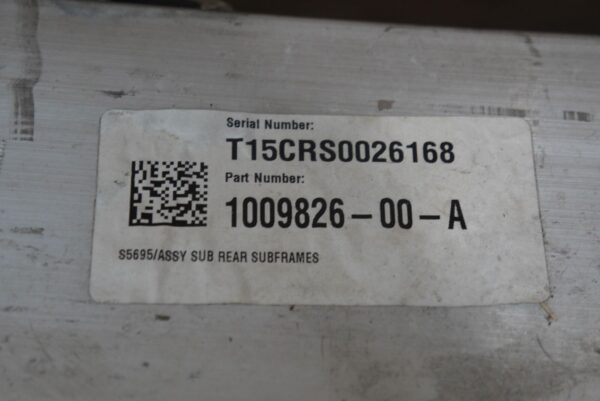 Serial Number:
T15CRS0026168
Part Number:
1009826-00-A
S5695/ASSY SUB REAR SUBFRAMES